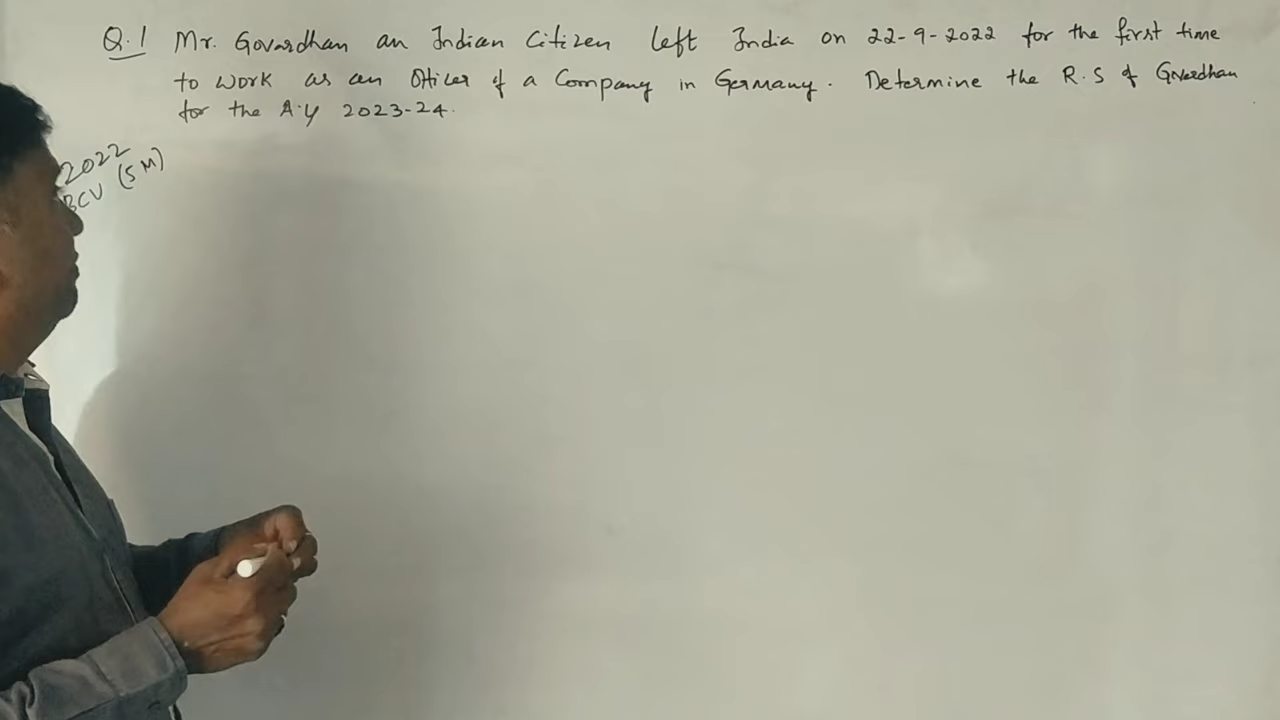 Q.1 Mr. Govardhan an Indian Citizen left India on 22-9-2022 for the first time
to work as an Officer of a Company in Germany. Determine the R.S of Govardhan
for the A.Y 2023-24.
2022
BCU (5M)